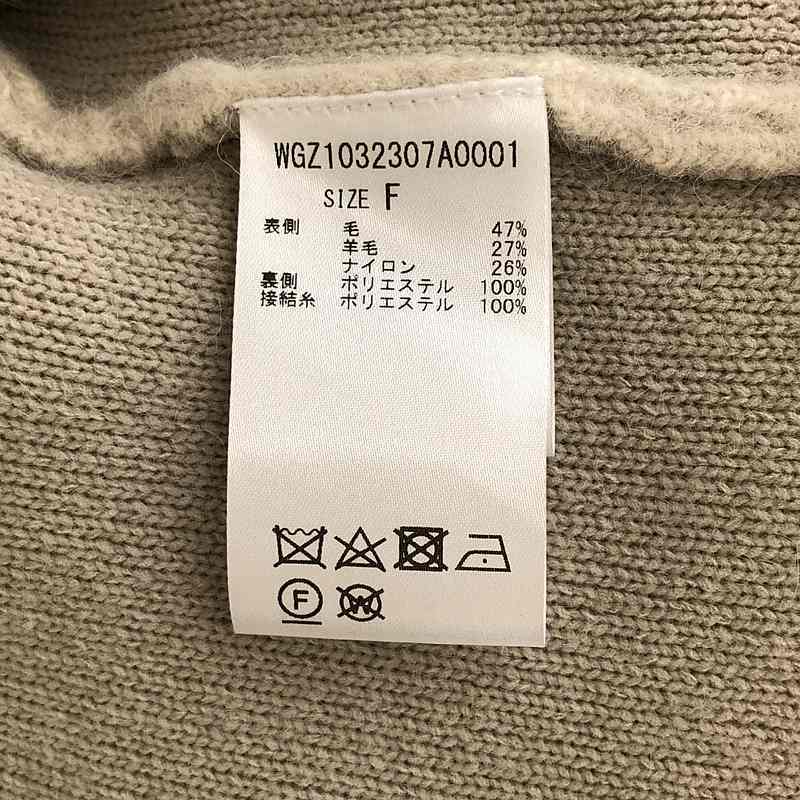 WGZ1032307A0001
SIZE F
表側 毛 47%
羊毛 27%
ナイロン 26%
裏側 ポリエステル 100%
接結糸 ポリエステル 100%
F W